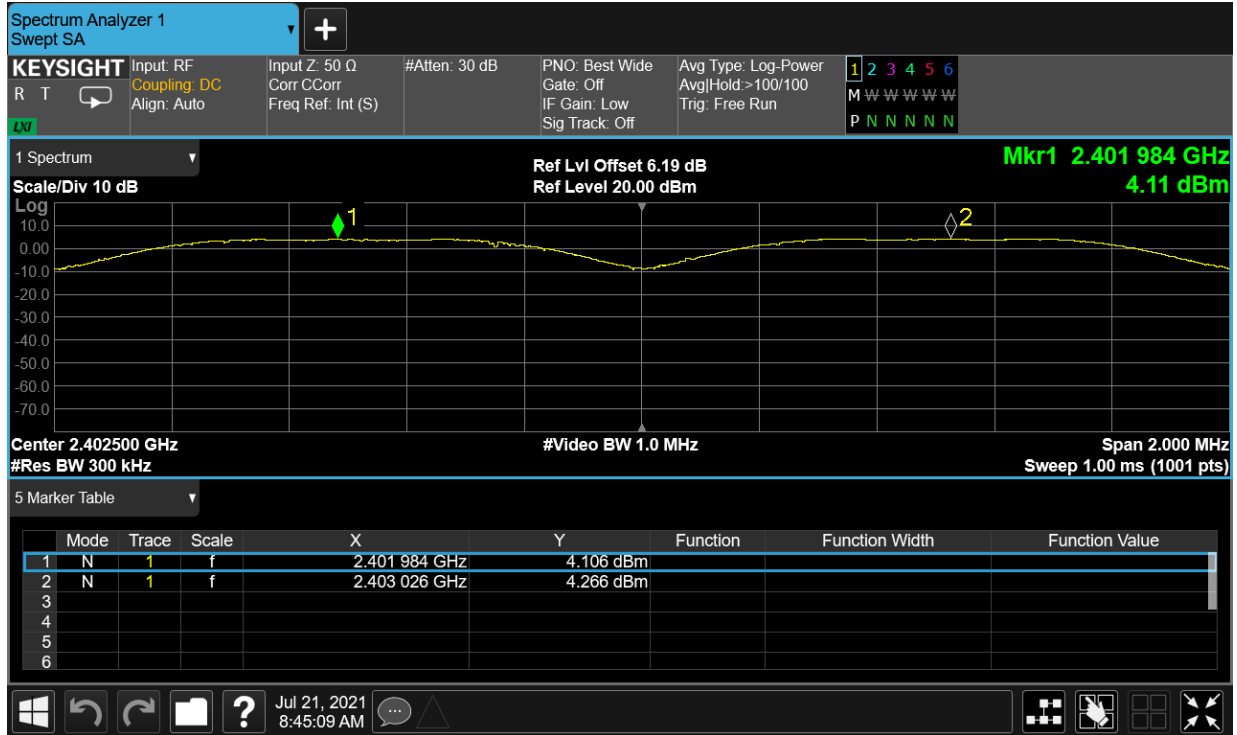 Spectrum Analyzer 1
Swept SA
KEYSIGHT
R T
LXI
Input: RF
Coupling: DC
Align: Auto
Input Z: 50 Ω
Corr CCorr
Freq Ref: Int (S)
#Atten: 30 dB
PNO: Best Wide
Gate: Off
IF Gain: Low
Sig Track: Off
Avg Type: Log-Power
Avg|Hold:>100/100
Trig: Free Run
1 2 3 4 5 6
M W W W W W
P N N N N N
1 Spectrum
Scale/Div 10 dB
Ref Lvl Offset 6.19 dB
Ref Level 20.00 dBm
Mkr1 2.401 984 GHz
4.11 dBm
Log
10.0
0.00
-10.0
-20.0
-30.0
-40.0
-50.0
-60.0
-70.0
1
2
Center 2.402500 GHz
#Res BW 300 kHz
#Video BW 1.0 MHz
Span 2.000 MHz
Sweep 1.00 ms (1001 pts)
5 Marker Table
Mode Trace Scale X Y Function Function Width Function Value
1 N 1 f 2.401 984 GHz 4.106 dBm
2 N 1 f 2.403 026 GHz 4.266 dBm
3
4
5
6
?
Jul 21, 2021
8:45:09 AM